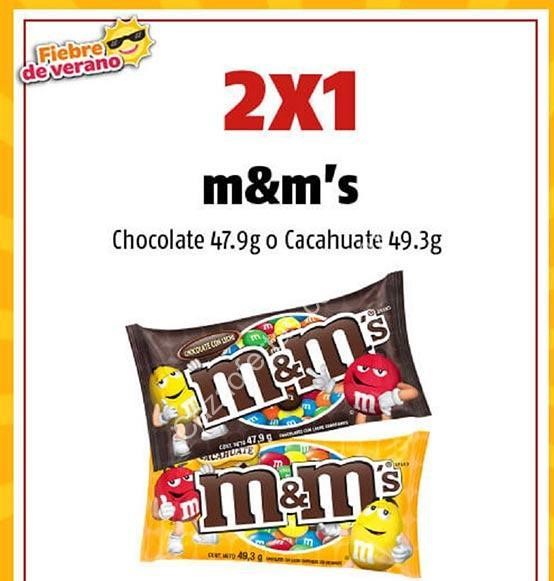 Fiebre
de verano
2X1
m&m's
Chocolate 47.9g o Cacahuate 49.3g
CHOCOLATE CON LECHE
m&m's
m
m
CONT. NETO 47,9 g
CACAHUATE
m&m's
m
m
CONT. NETO 49,3 g